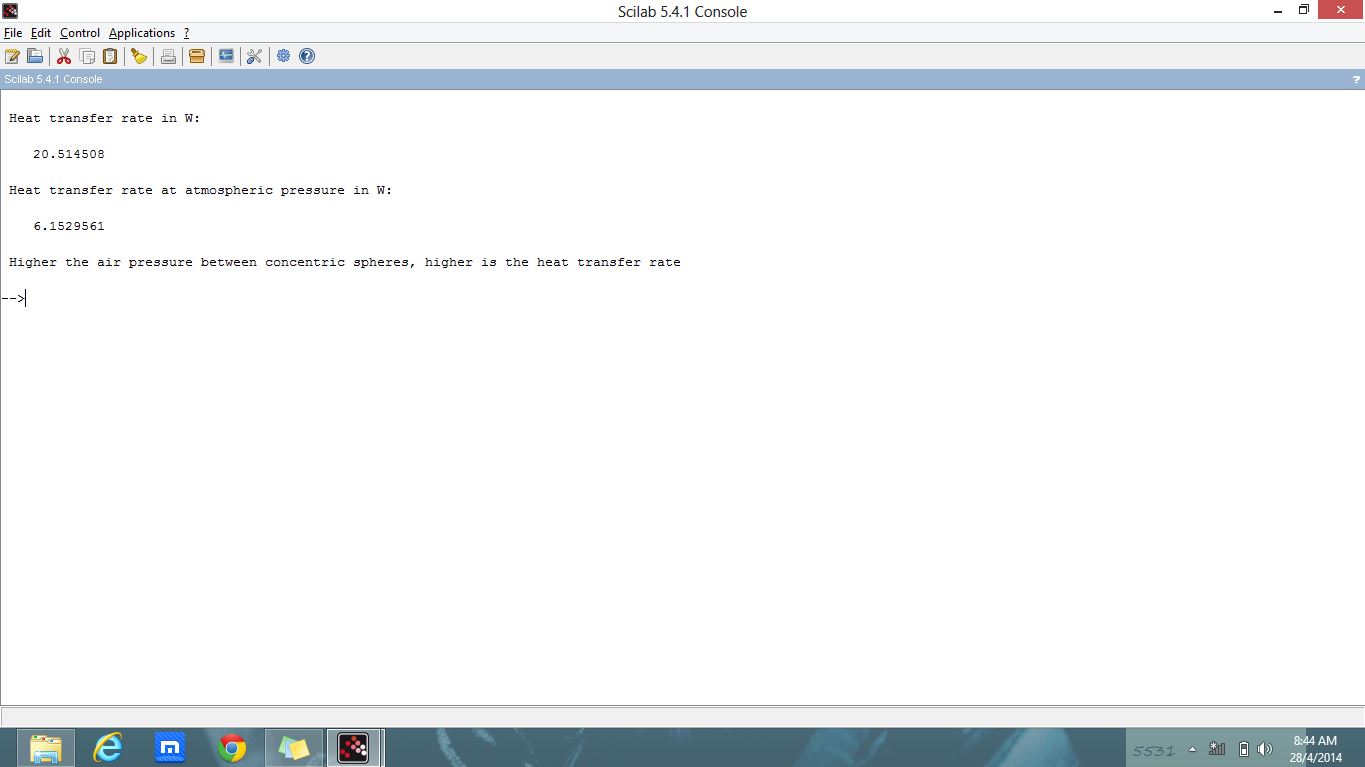 Scilab 5.4.1 Console
File Edit Control Applications ?
Scilab 5.4.1 Console ?
Heat transfer rate in W:
20.514508
Heat transfer rate at atmospheric pressure in W:
6.1529561
Higher the air pressure between concentric spheres, higher is the heat transfer rate
-->
5531
8:44 AM
28/4/2014